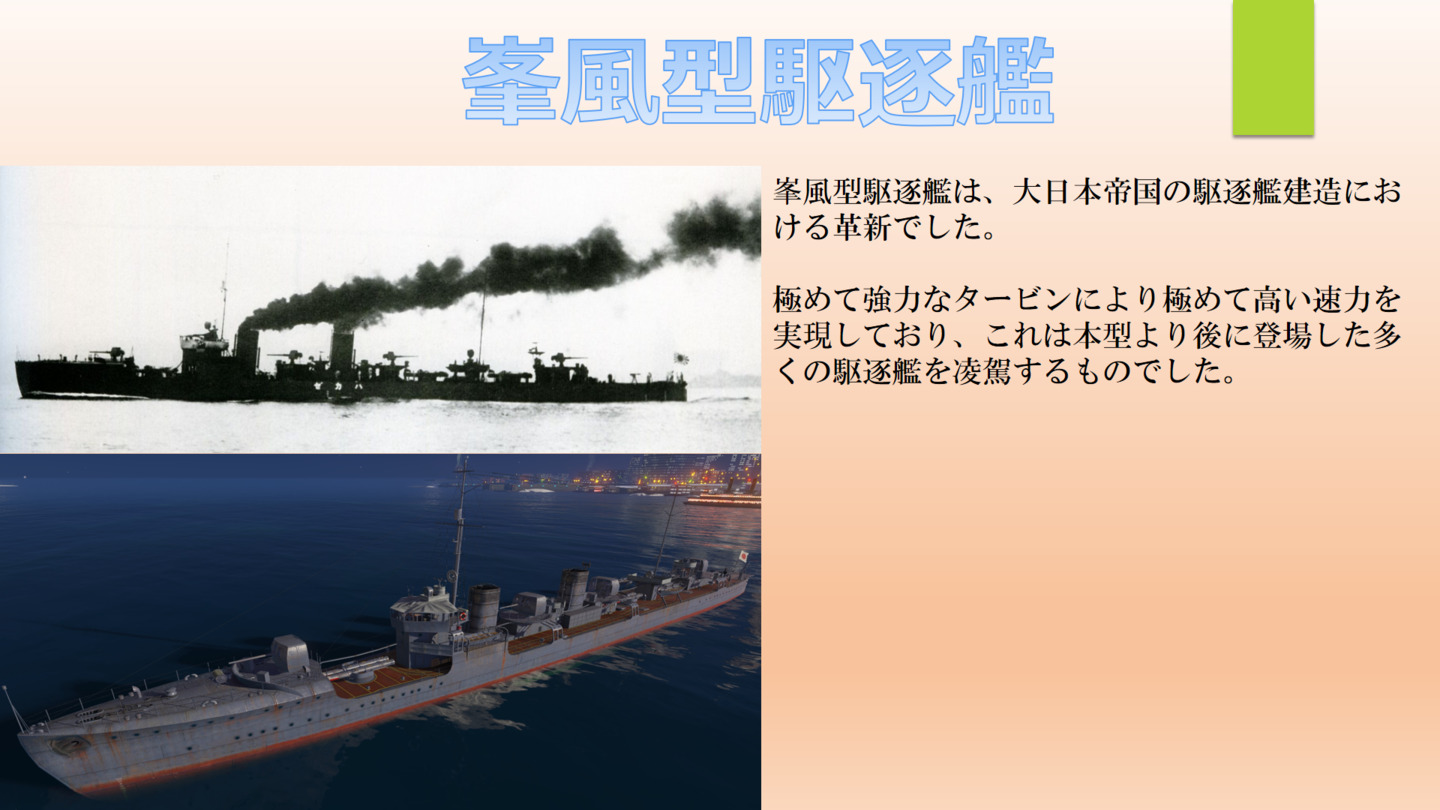 峯風型駆逐艦
峯風型駆逐艦は、大日本帝国の駆逐艦建造にお
ける革新でした。
極めて強力なタービンにより極めて高い速力を
実現しており、これは本型より後に登場した多
くの駆逐艦を凌駕するものでした。